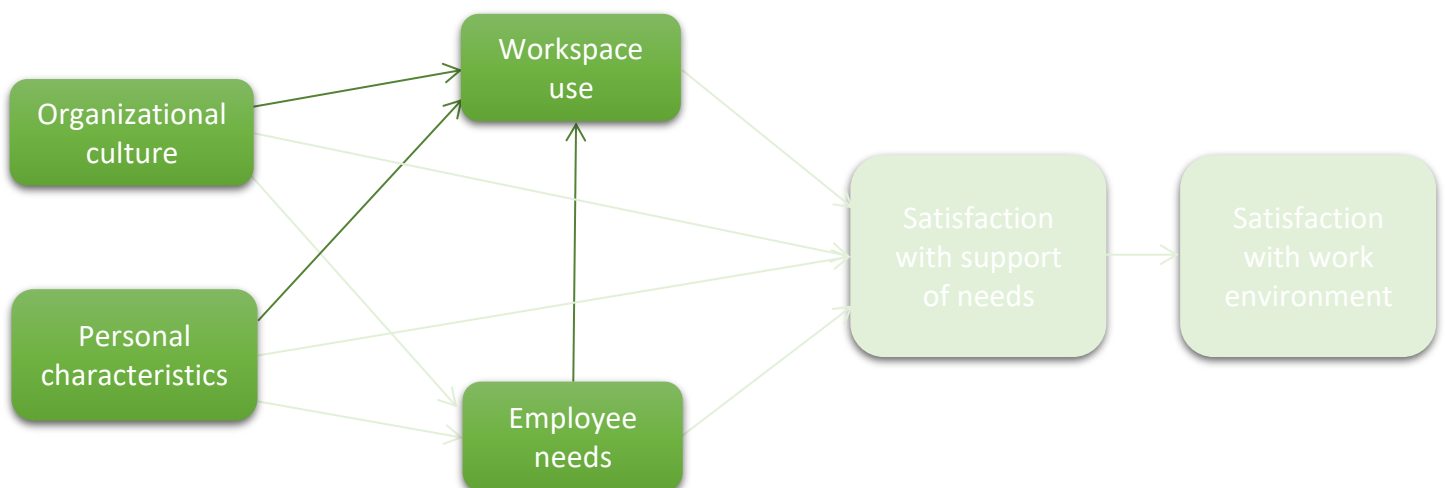 Workspace
use
Organizational
culture
Satisfaction
with support
of needs
Satisfaction
with work
environment
Personal
characteristics
Employee
needs